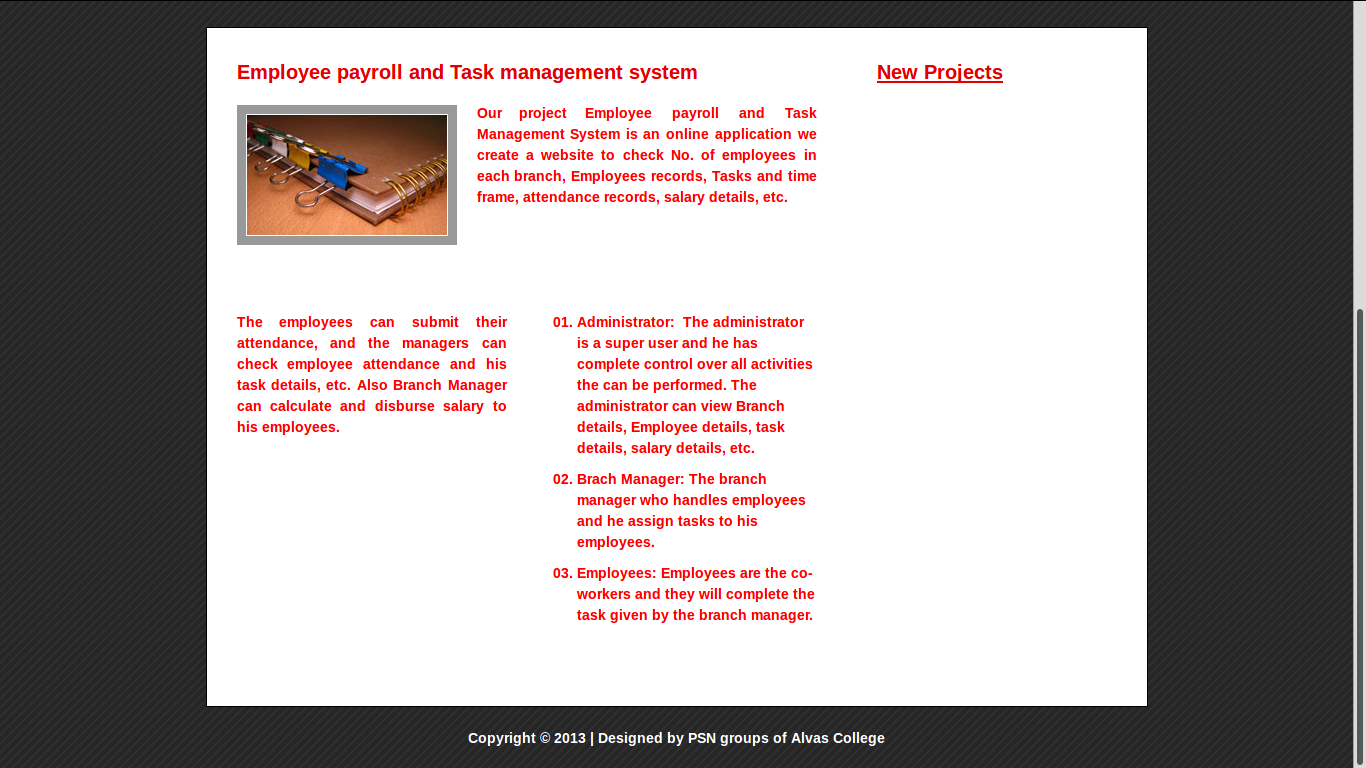 Employee payroll and Task management system
New Projects
Our project Employee payroll and Task
Management System is an online application we
create a website to check No. of employees in
each branch, Employees records, Tasks and time
frame, attendance records, salary details, etc.
The employees can submit their
attendance, and the managers can
check employee attendance and his
task details, etc. Also Branch Manager
can calculate and disburse salary to
his employees.
01. Administrator:  The administrator
is a super user and he has
complete control over all activities
the can be performed. The
administrator can view Branch
details, Employee details, task
details, salary details, etc.
02. Brach Manager: The branch
manager who handles employees
and he assign tasks to his
employees.
03. Employees: Employees are the co-
workers and they will complete the
task given by the branch manager.
Copyright © 2013 | Designed by PSN groups of Alvas College